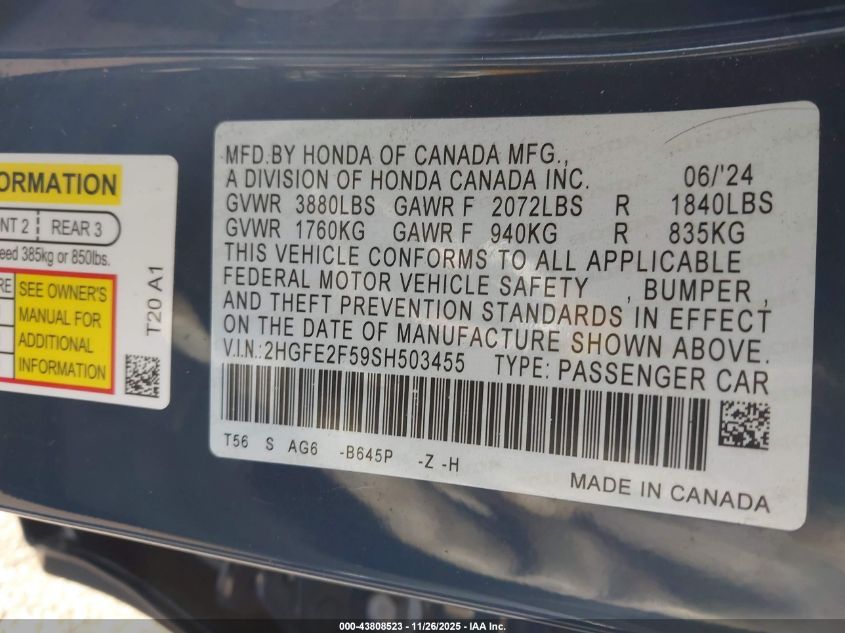 ORMATION
NT 2 REAR 3
eed 385kg or 850lbs.
RE
SEE OWNER'S
MANUAL FOR
ADDITIONAL
INFORMATION
T20 A1
MFD.BY HONDA OF CANADA MFG.,
A DIVISION OF HONDA CANADA INC. 06/'24
GVWR 3880LBS GAWR F 2072LBS R 1840LBS
GVWR 1760KG GAWR F 940KG R 835KG
THIS VEHICLE CONFORMS TO ALL APPLICABLE
FEDERAL MOTOR VEHICLE SAFETY , BUMPER ,
AND THEFT PREVENTION STANDARDS IN EFFECT
ON THE DATE OF MANUFACTURE SHOWN ABOVE.
V.I.N.:2HGFE2F59SH503455 TYPE: PASSENGER CAR
T56 S AG6 -B645P -Z -H
MADE IN CANADA
000-43808523 - 11/26/2025 - IAA Inc.